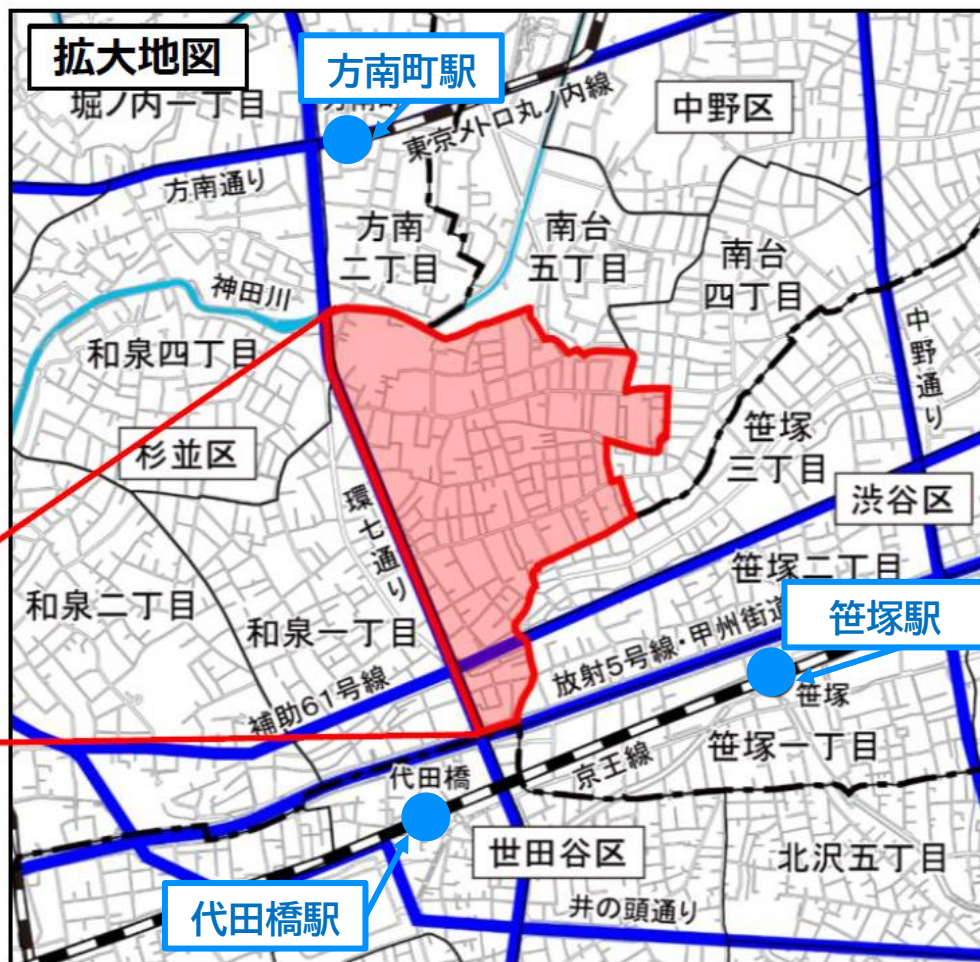 拡大地図
方南町駅
堀ノ内一丁目
中野区
東京メトロ丸ノ内線
方南通り
方南
二丁目
南台
五丁目
南台
四丁目
神田川
和泉四丁目
中野通り
杉並区
笹塚
三丁目
環七通り
渋谷区
和泉二丁目
笹塚二丁目
和泉一丁目
笹塚駅
放射5号線・甲州街道
補助61号線
笹塚
笹塚一丁目
京王線
代田橋
世田谷区
北沢五丁目
代田橋駅
井の頭通り